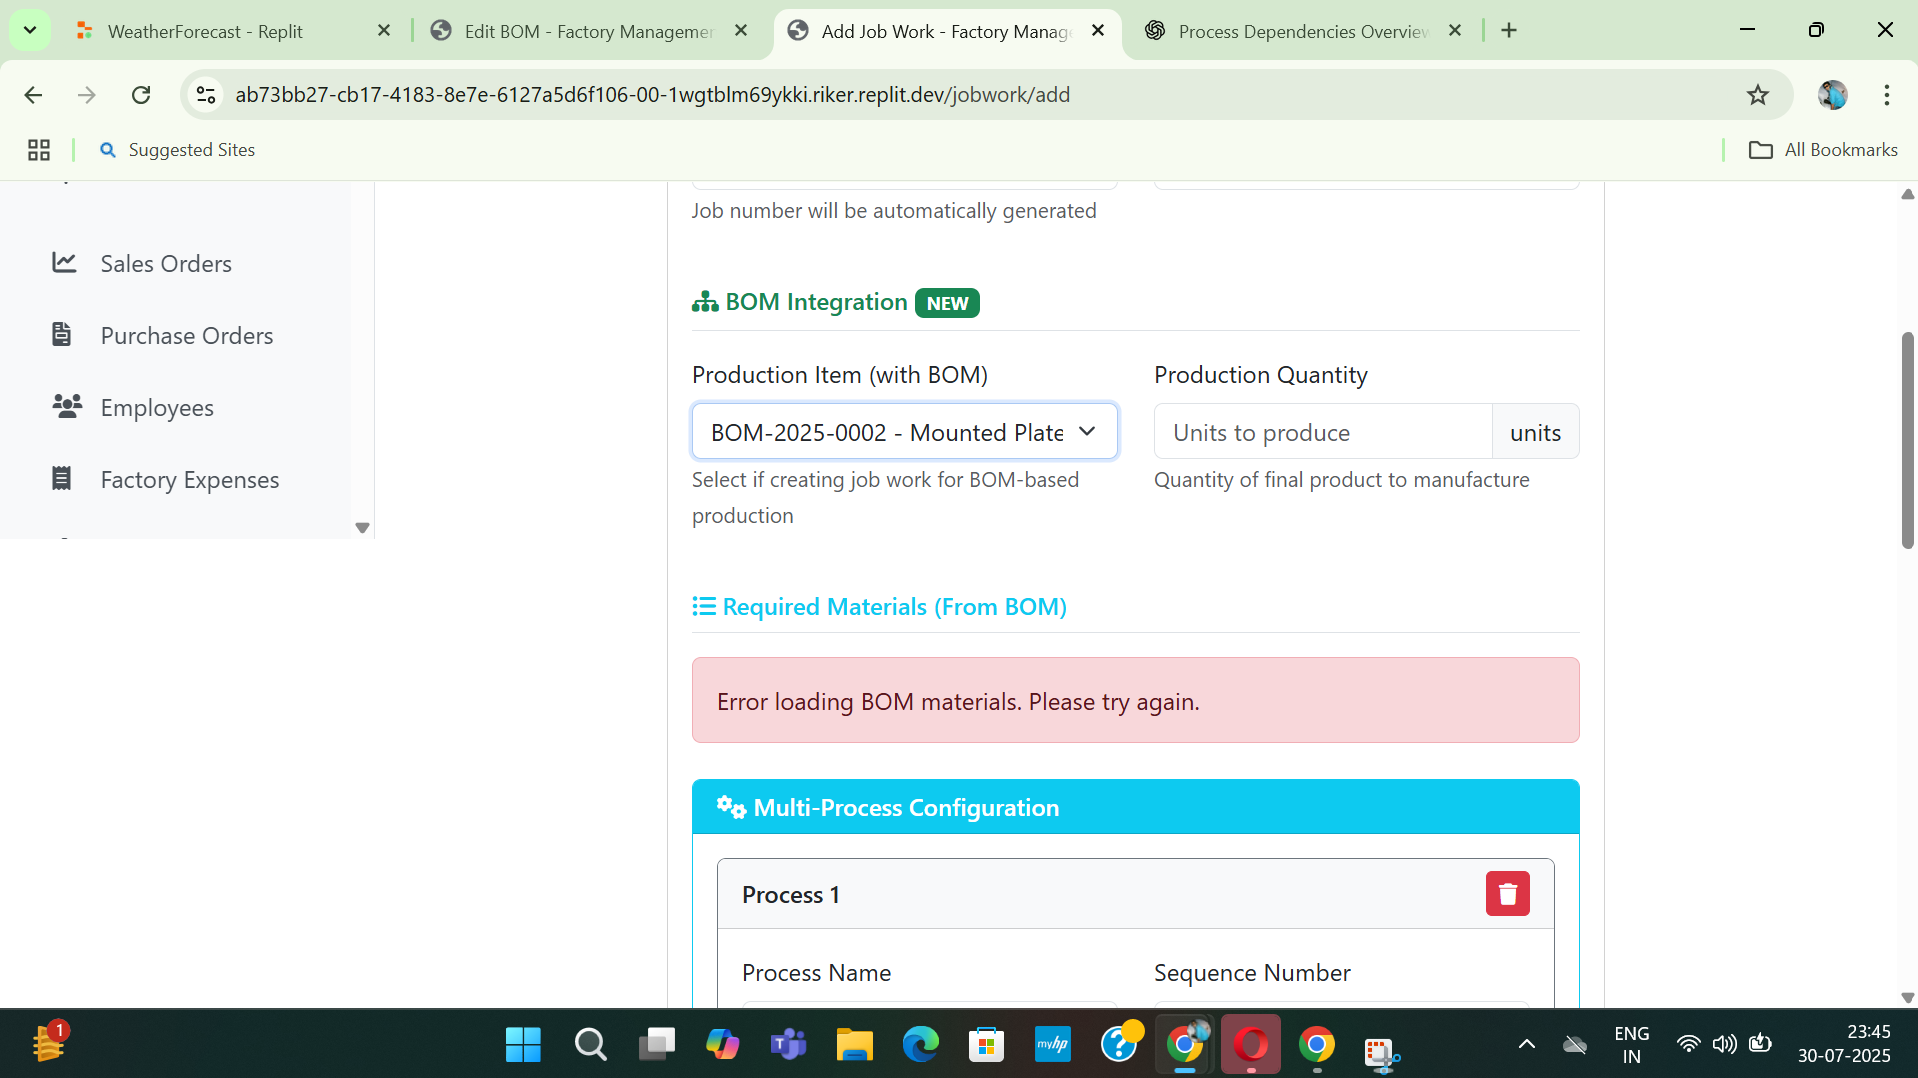 WeatherForecast - Replit
Edit BOM - Factory Managemen
Add Job Work - Factory Manage
Process Dependencies Overview
ab73bb27-cb17-4183-8e7e-6127a5d6f106-00-1wgtblm69ykki.riker.replit.dev/jobwork/add
Suggested Sites
All Bookmarks
Job number will be automatically generated
Sales Orders
Purchase Orders
Employees
Factory Expenses
BOM Integration NEW
Production Item (with BOM)
Production Quantity
BOM-2025-0002 - Mounted Plate
Units to produce
units
Select if creating job work for BOM-based
production
Quantity of final product to manufacture
Required Materials (From BOM)
Error loading BOM materials. Please try again.
Multi-Process Configuration
Process 1
Process Name
Sequence Number
1
T
myhp
?
ENG
IN
23:45
30-07-2025